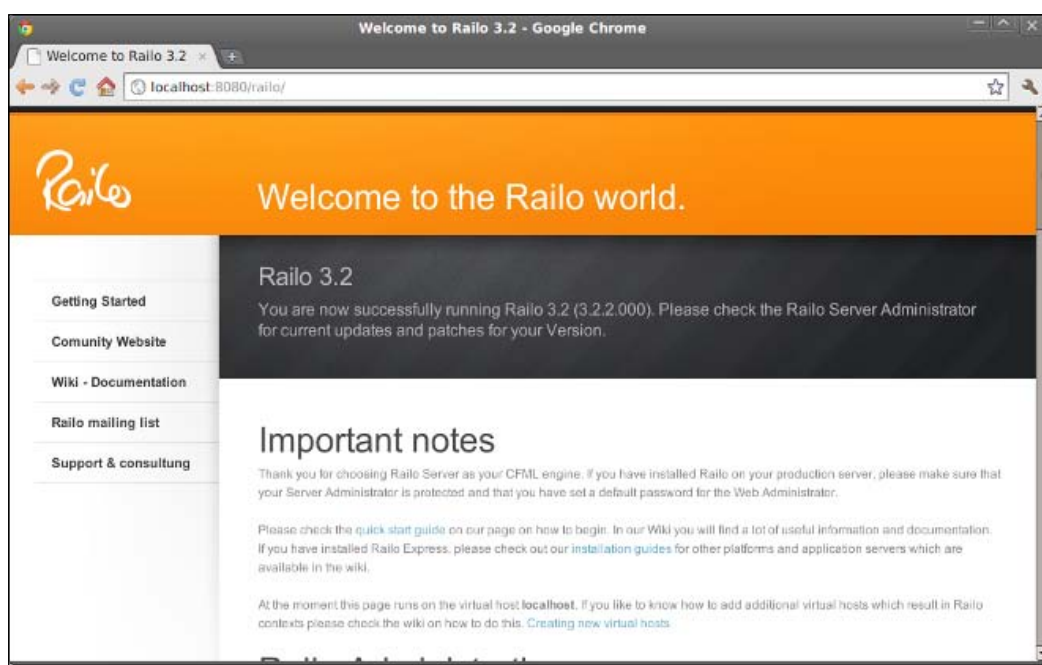 Welcome to Railo 3.2 - Google Chrome
Welcome to Railo 3.2
localhost:8080/railo/
Railo
Welcome to the Railo world.
Getting Started
Comunity Website
Wiki - Documentation
Railo mailing list
Support & consultung
Railo 3.2
You are now successfully running Railo 3.2 (3.2.2.000). Please check the Railo Server Administrator
for current updates and patches for your Version.
Important notes
Thank you for choosing Railo Server as your CFML engine. If you have installed Railo on your production server, please make sure that
your Server Administrator is protected and that you have set a default password for the Web Administrator.
Please check the quick start guide on our page on how to begin. In our Wiki you will find a lot of useful information and documentation.
If you have installed Railo Express, please check out our installation guides for other platforms and application servers which are
available in the wiki.
At the moment this page runs on the virtual host localhost. If you like to know how to add additional virtual hosts which result in Railo
contexts please check the wiki on how to do this. Creating new virtual hosts